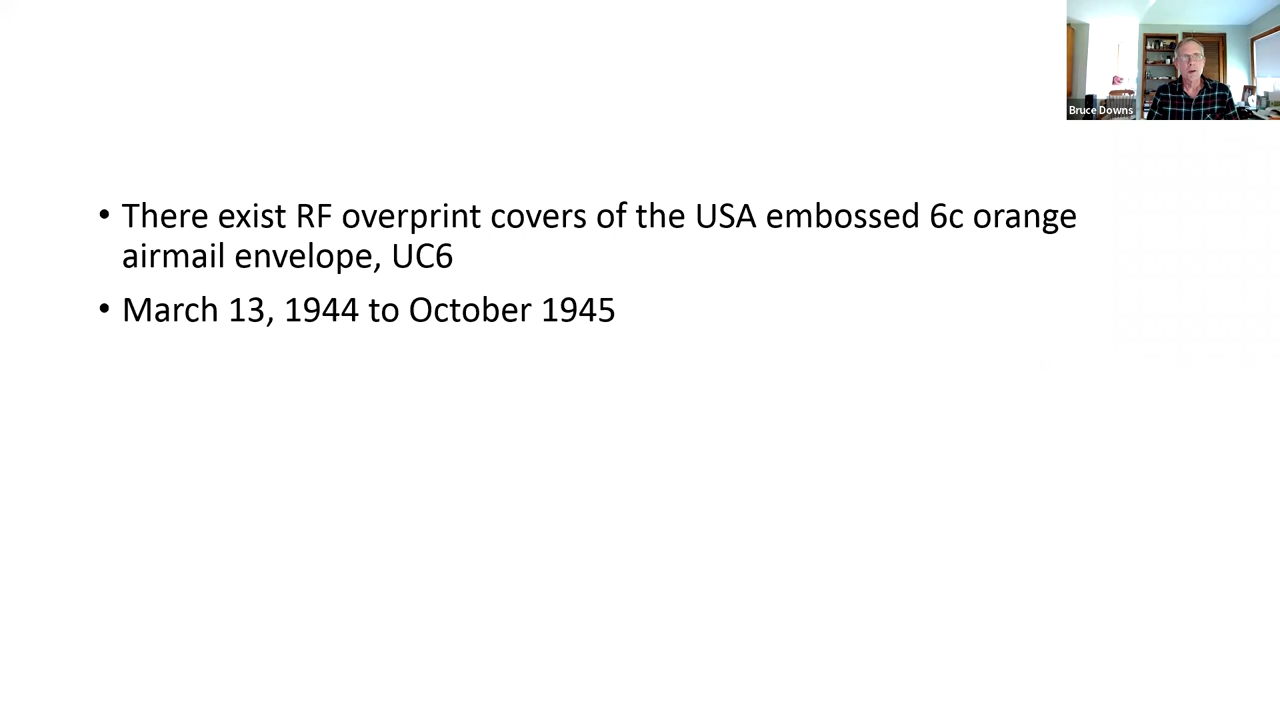 Bruce Downs
• There exist RF overprint covers of the USA embossed 6c orange
airmail envelope, UC6
• March 13, 1944 to October 1945